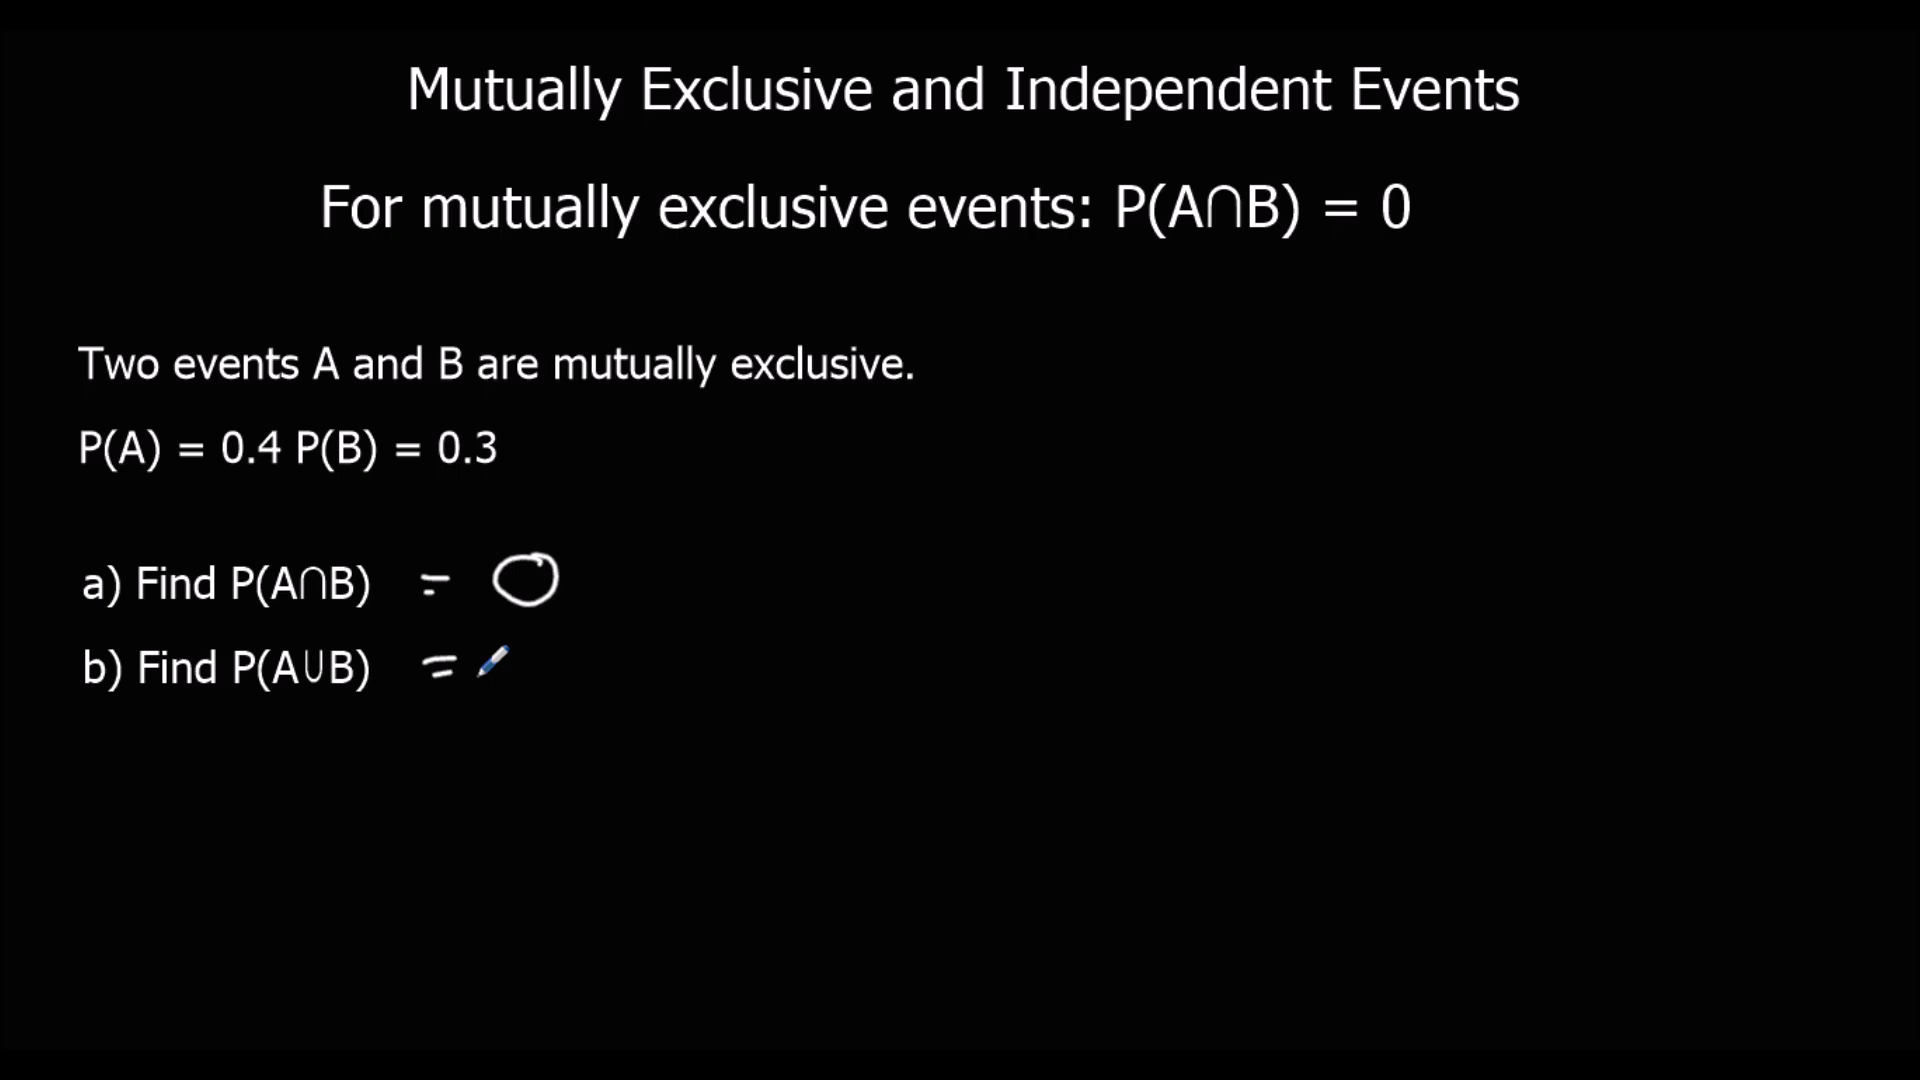 Mutually Exclusive and Independent Events
For mutually exclusive events: P(A∩B) = 0
Two events A and B are mutually exclusive.
P(A) = 0.4 P(B) = 0.3
a) Find P(A∩B) = 0
b) Find P(A∪B) =